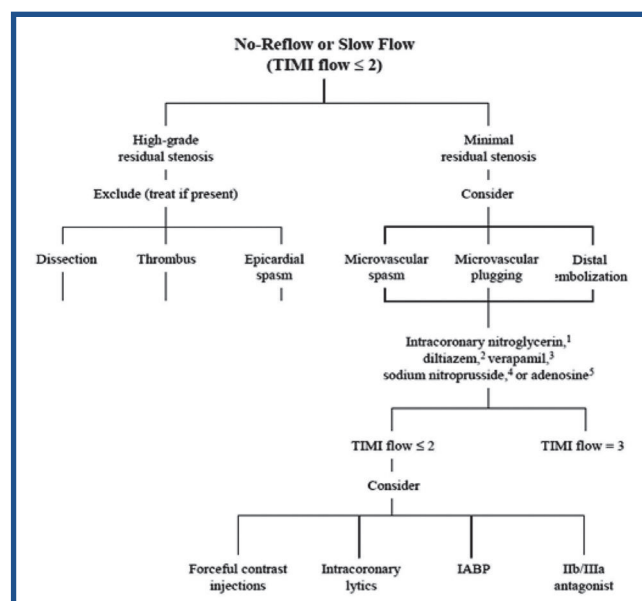 No-Reflow or Slow Flow
(TIMI flow ≤ 2)
High-grade
residual stenosis
Minimal
residual stenosis
Exclude (treat if present)
Consider
Dissection
Thrombus
Epicardial
spasm
Microvascular
spasm
Microvascular
plugging
Distal
embolization
Intracoronary nitroglycerin,¹
diltiazem,² verapamil,³
sodium nitroprusside,⁴ or adenosine⁵
TIMI flow ≤ 2
TIMI flow = 3
Consider
Forceful contrast
injections
Intracoronary
lytics
IABP
IIb/IIIa
antagonist